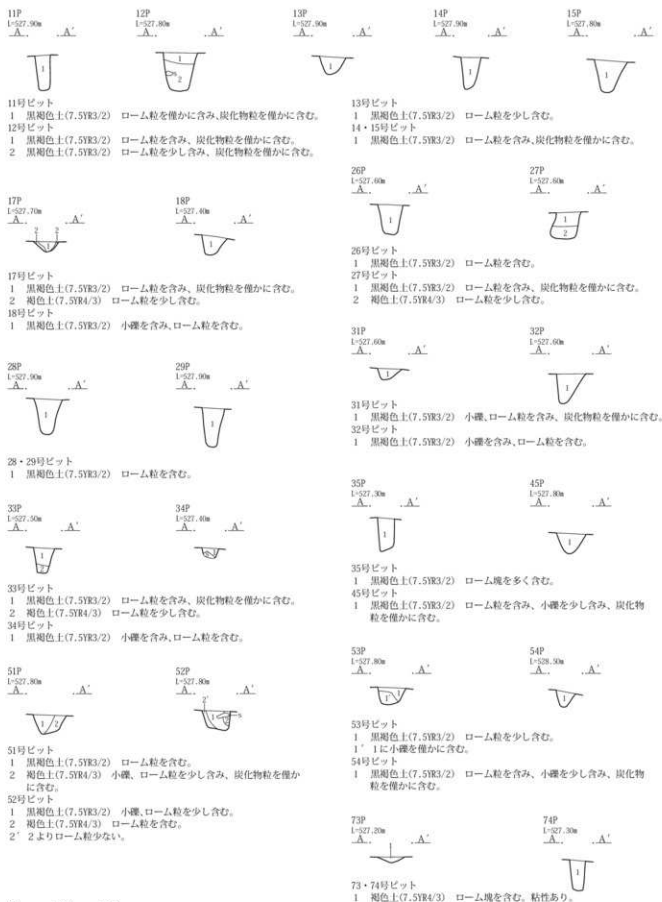 11P 12P 13P 14P 15P
L=527.90m L=527.80m L=527.90m L=527.90m L=527.80m
A A′ A A′ A A′ A A′ A A′
1 1 1 1 1
S
2
11号ピット
1 黒褐色土(7.5YR3/2) ローム粒を僅かに含み、炭化物粒を僅かに含む。
12号ピット
1 黒褐色土(7.5YR3/2) ローム粒を含み、炭化物粒を僅かに含む。
2 黒褐色土(7.5YR3/2) ローム粒を少し含み、炭化物粒を僅かに含む。
13号ピット
1 黒褐色土(7.5YR3/2) ローム粒を少し含む。
14・15号ピット
1 黒褐色土(7.5YR3/2) ローム粒を含み、炭化物粒を僅かに含む。
17P 18P
L=527.70m L=527.40m
A A′ A A′
2 2
1 1
17号ピット
1 黒褐色土(7.5YR3/2) ローム粒を含み、炭化物粒を僅かに含む。
2 褐色土(7.5YR4/3) ローム粒を少し含む。
18号ピット
1 黒褐色土(7.5YR3/2) 小礫を含み、ローム粒を含む。
26P 27P
L=527.60m L=527.60m
A A′ A A′
1 1
2
26号ピット
1 黒褐色土(7.5YR3/2) ローム粒を含む。
27号ピット
1 黒褐色土(7.5YR3/2) ローム粒を含み、炭化物粒を僅かに含む。
2 褐色土(7.5YR4/3) ローム粒を少し含む。
28P 29P
L=527.90m L=527.90m
A A′ A A′
1 1
28・29号ピット
1 黒褐色土(7.5YR3/2) ローム粒を含む。
31P 32P
L=527.60m L=527.60m
A A′ A A′
1 1
31号ピット
1 黒褐色土(7.5YR3/2) 小礫、ローム粒を含み、炭化物粒を僅かに含む。
32号ピット
1 黒褐色土(7.5YR3/2) 小礫を含み、ローム粒を含む。
33P 34P
L=527.50m L=527.40m
A A′ A A′
1
2
33号ピット
1 黒褐色土(7.5YR3/2) ローム粒を含み、炭化物粒を僅かに含む。
2 褐色土(7.5YR4/3) ローム粒を少し含む。
34号ピット
1 黒褐色土(7.5YR3/2) 小礫を含み、ローム粒を含む。
35P 45P
L=527.30m L=527.80m
A A′ A A′
1 1
35号ピット
1 黒褐色土(7.5YR3/2) ローム塊を多く含む。
45号ピット
1 黒褐色土(7.5YR3/2) ローム粒を含み、小礫を少し含み、炭化物
粒を僅かに含む。
51P 52P
L=527.80m L=527.80m
A A′ A A′
2′
1 2 1 S
51号ピット
1 黒褐色土(7.5YR3/2) ローム粒を含む。
2 褐色土(7.5YR4/3) 小礫、ローム粒を少し含み、炭化物粒を僅か
に含む。
52号ピット
1 黒褐色土(7.5YR3/2) 小礫、ローム粒を少し含む。
2 褐色土(7.5YR4/3) ローム粒を含む。
2′ 2よりローム粒少ない。
53P 54P
L=527.80m L=528.50m
A A′ A A′
1′ 1 1
53号ピット
1 黒褐色土(7.5YR3/2) ローム粒を少し含む。
1′ 1に小礫を僅かに含む。
54号ピット
1 黒褐色土(7.5YR3/2) ローム粒を含み、小礫を少し含み、炭化物
粒を僅かに含む。
73P 74P
L=527.20m L=527.30m
A A′ A A′
1 1
73・74号ピット
1 褐色土(7.5YR4/3) ローム塊を含む。粘性あり。